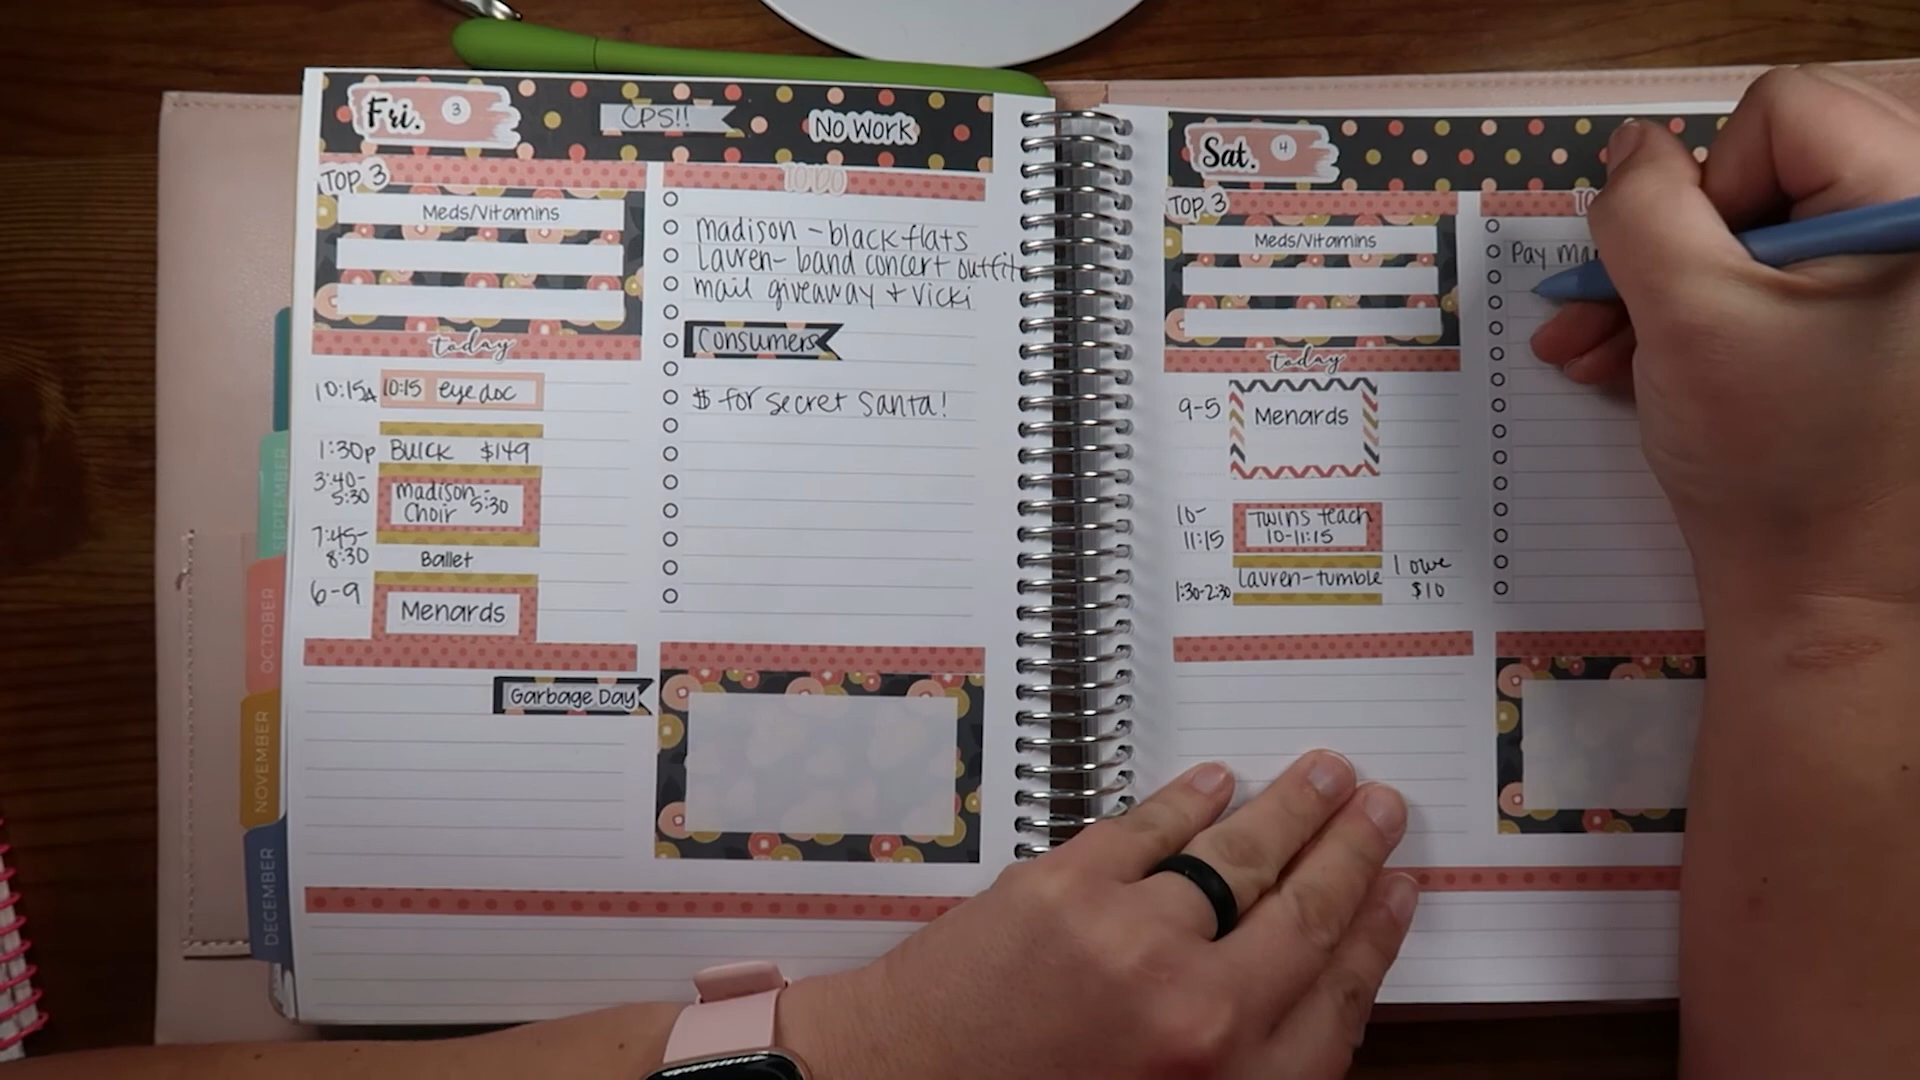 Fri. 3
CPS!!
NO WORK
TOP 3
TO DO
Meds/Vitamins
madison - black flats
Lauren- band concert outfit
mail giveaway + Vicki
Consumers
$ for secret Santa!
today
10:15A 10:15 eye doc
1:30p BUICK $149
3:40-
5:30
madison-
Choir 5:30
7:45-
8:30
Ballet
6-9
Menards
Garbage Day
SEPTEMBER
OCTOBER
NOVEMBER
DECEMBER
Sat. 4
TOP 3
Meds/Vitamins
Pay
today
9-5
Menards
10-
11:15
Twins teach
10-11:15
1:30-2:30
Lauren-tumble
I owe
$10